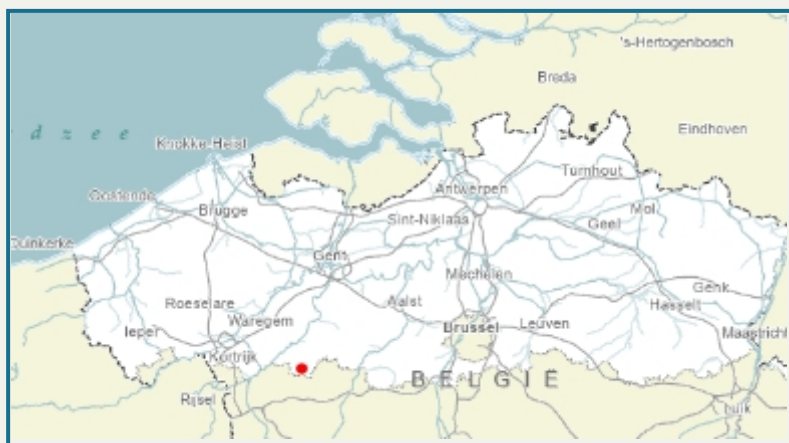 's-Hertogenbosch
Breda
d z e e
Eindhoven
Knokke-Heist
Turnhout
Antwerpen
Oostende
Mol
Brugge
Sint-Niklaas
Geel
Duinkerke
Gent
Mechelen
Genk
Roeselare
Aalst
Hasselt
Waregem
Brussel
Leuven
Ieper
Maastricht
Kortrijk
BELGIË
Rijsel
Luik